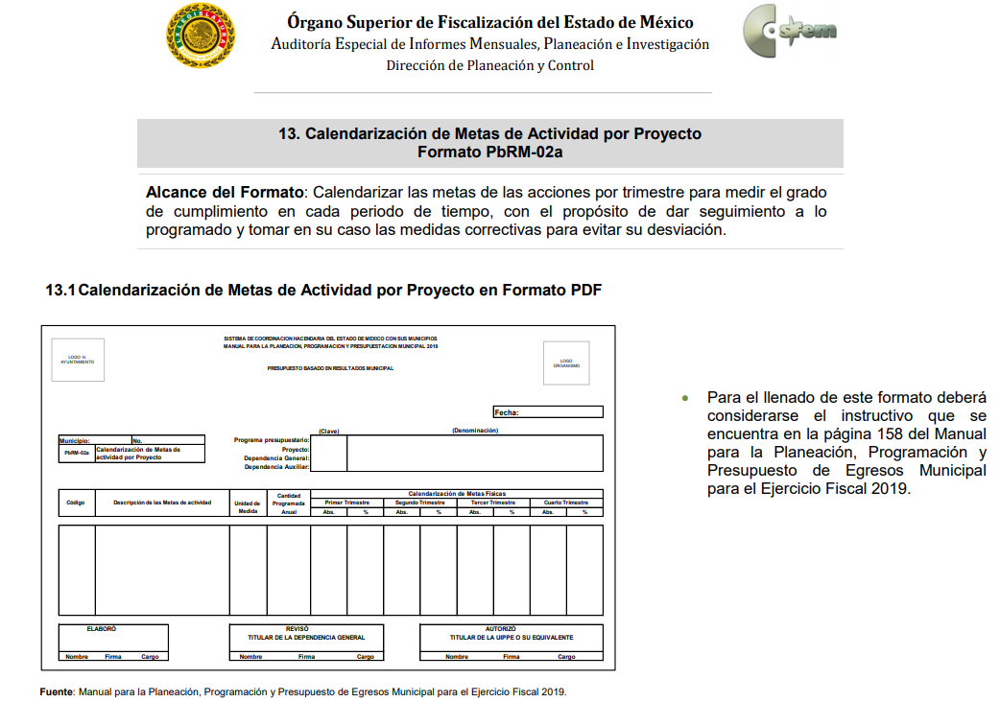 LX LEGISLATURA
Órgano Superior de Fiscalización del Estado de México
Auditoría Especial de Informes Mensuales, Planeación e Investigación
Dirección de Planeación y Control
osfem
13. Calendarización de Metas de Actividad por Proyecto
Formato PbRM-02a
Alcance del Formato: Calendarizar las metas de las acciones por trimestre para medir el grado
de cumplimiento en cada periodo de tiempo, con el propósito de dar seguimiento a lo
programado y tomar en su caso las medidas correctivas para evitar su desviación.
13.1 Calendarización de Metas de Actividad por Proyecto en Formato PDF
LOGO H.
AYUNTAMIENTO
SISTEMA DE COORDINACION HACENDARIA DEL ESTADO DE MEXICO CON SUS MUNICIPIOS
MANUAL PARA LA PLANEACION, PROGRAMACION Y PRESUPUESTACION MUNICIPAL 2019
PRESUPUESTO BASADO EN RESULTADOS MUNICIPAL
LOGO
ORGANISMO
Fecha:
(Clave) (Denominación)
Municipio: No.
PbRM-02a Calendarización de Metas de
actividad por Proyecto
Programa presupuestario:
Proyecto:
Dependencia General:
Dependencia Auxiliar:
Código Descripción de las Metas de actividad Unidad de
Medida Cantidad
Programada
Anual Calendarización de Metas Físicas
Primer Trimestre Segundo Trimestre Tercer Trimestre Cuarto Trimestre
Abs. % Abs. % Abs. % Abs. %
ELABORÓ
Nombre Firma Cargo
REVISÓ
TITULAR DE LA DEPENDENCIA GENERAL
Nombre Firma Cargo
AUTORIZÓ
TITULAR DE LA UIPPE O SU EQUIVALENTE
Nombre Firma Cargo
• Para el llenado de este formato deberá
considerarse el instructivo que se
encuentra en la página 158 del Manual
para la Planeación, Programación y
Presupuesto de Egresos Municipal
para el Ejercicio Fiscal 2019.
Fuente: Manual para la Planeación, Programación y Presupuesto de Egresos Municipal para el Ejercicio Fiscal 2019.